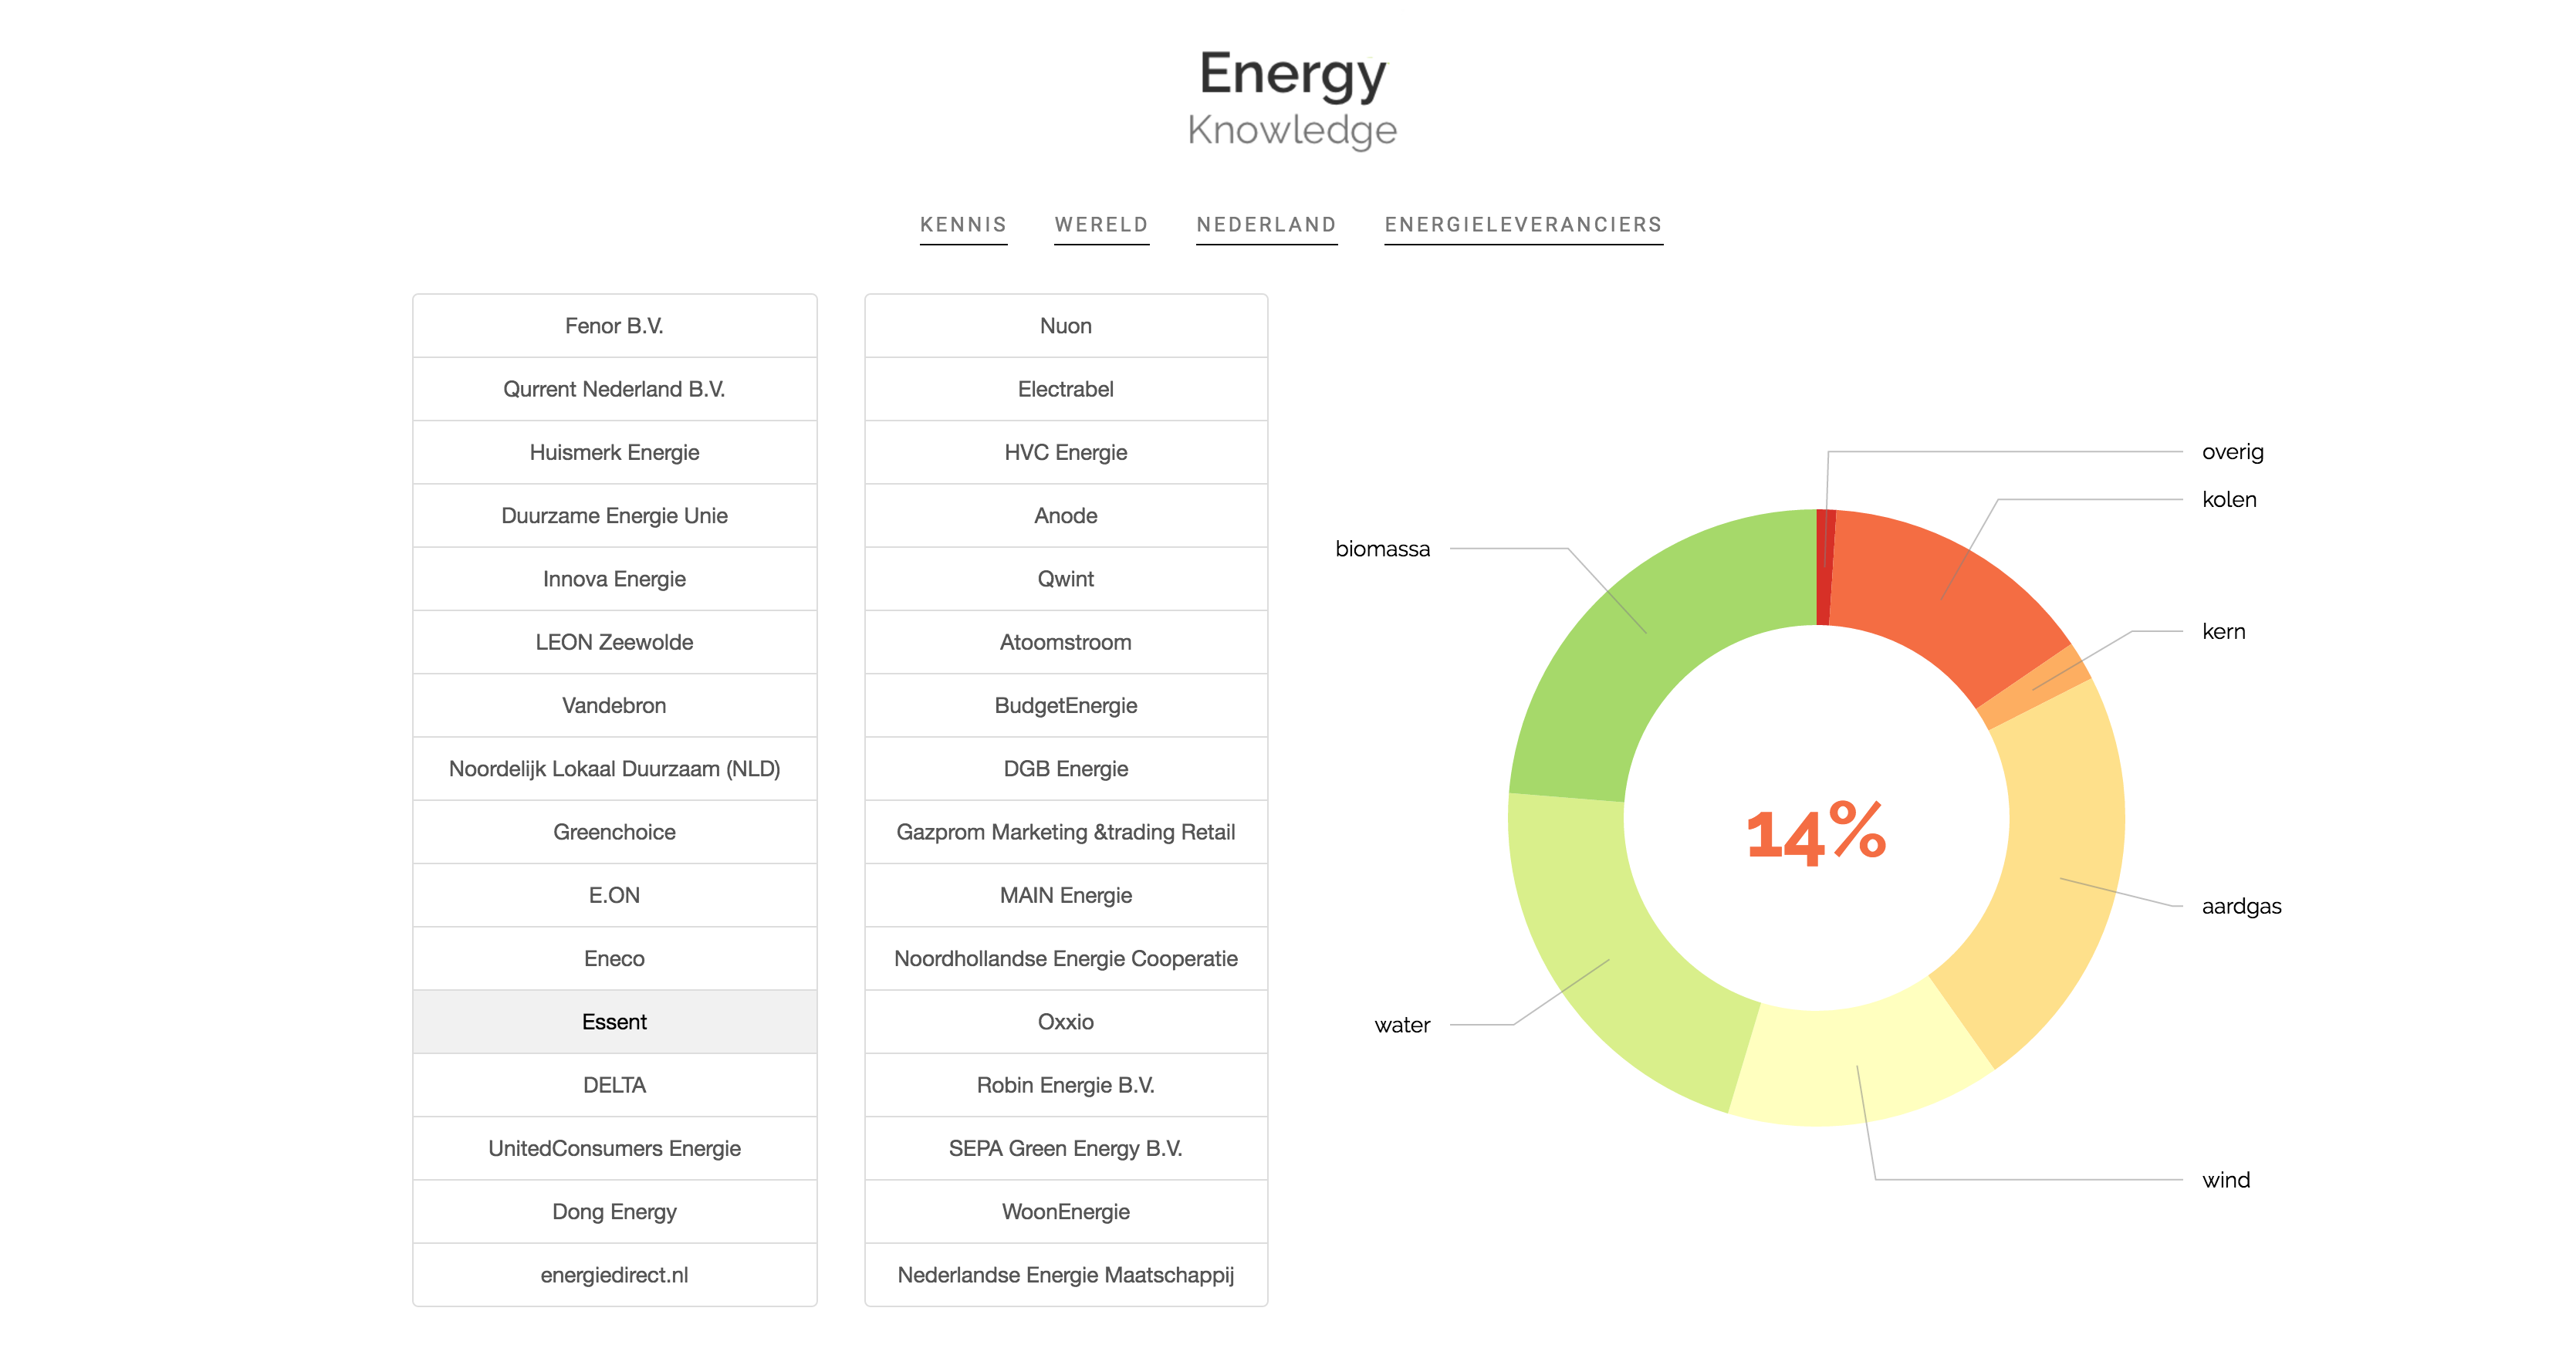 Energy
Knowledge
KENNIS WERELD NEDERLAND ENERGIELEVERANCIERS
Fenor B.V.
Qurrent Nederland B.V.
Huismerk Energie
Duurzame Energie Unie
Innova Energie
LEON Zeewolde
Vandebron
Noordelijk Lokaal Duurzaam (NLD)
Greenchoice
E.ON
Eneco
Essent
DELTA
UnitedConsumers Energie
Dong Energy
energiedirect.nl
Nuon
Electrabel
HVC Energie
Anode
Qwint
Atoomstroom
BudgetEnergie
DGB Energie
Gazprom Marketing &trading Retail
MAIN Energie
Noordhollandse Energie Cooperatie
Oxxio
Robin Energie B.V.
SEPA Green Energy B.V.
WoonEnergie
Nederlandse Energie Maatschappij
overig
kolen
biomassa
kern
14%
aardgas
water
wind